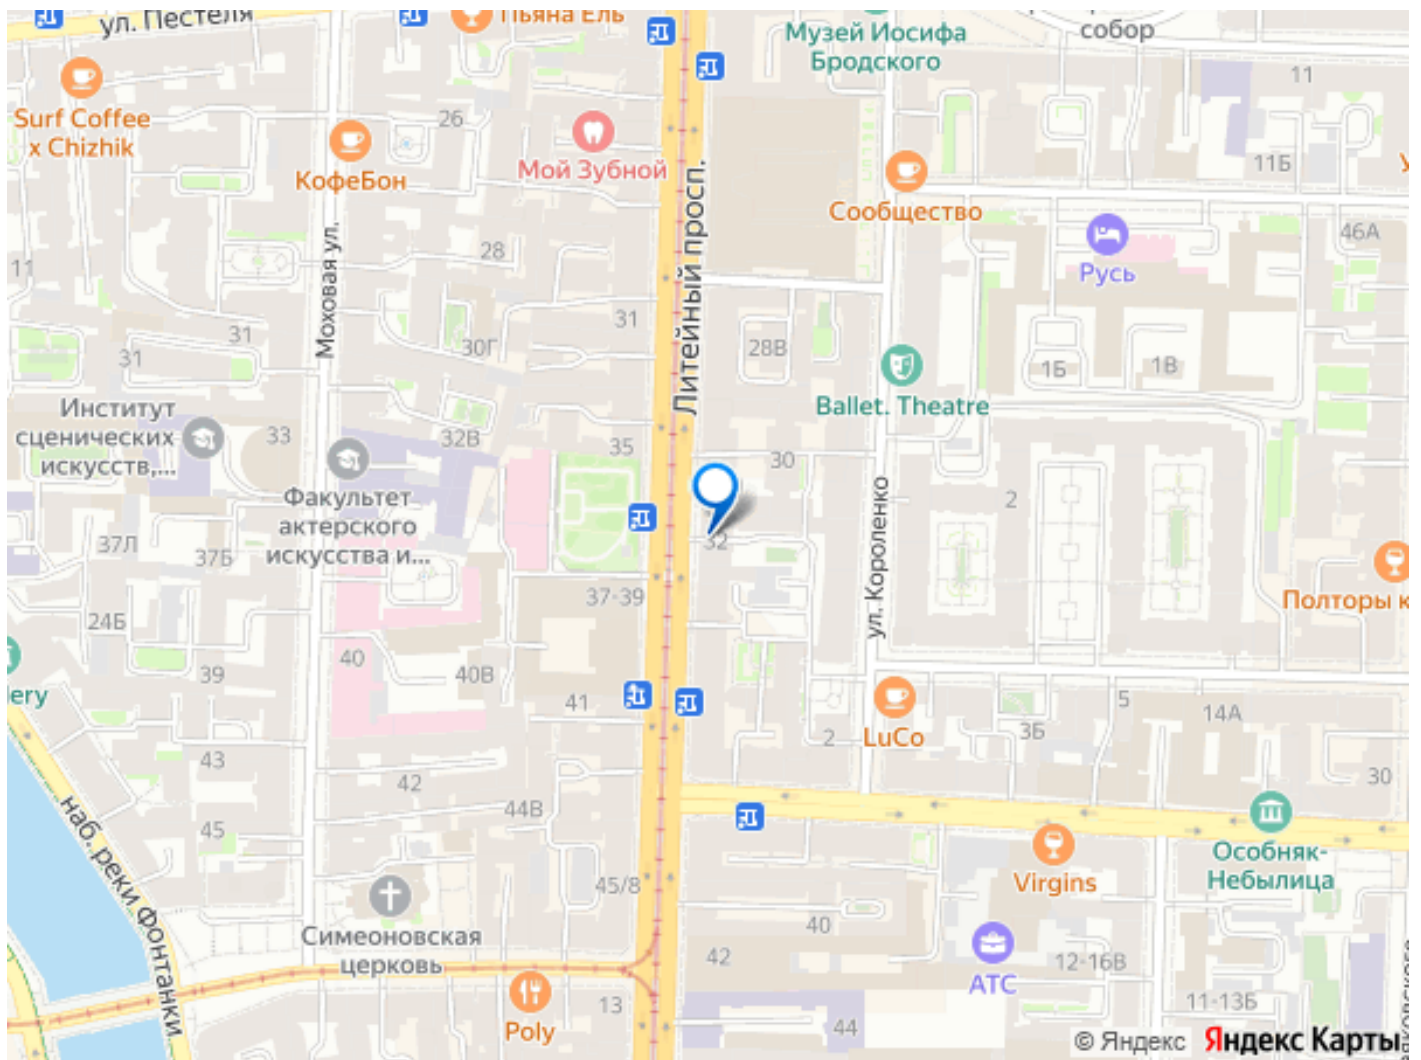 ул. Пестеля
Пьяна Ель
Музей Иосифа
Бродского
собор
11
Surf Coffee
x Chizhik
26
КофеБон
Мой Зубной
Литейный просп.
Сообщество
11Б
46А
Русь
11
Моховая ул.
28
31
31
31
30Г
28В
1Б
1В
Ballet. Theatre
Институт
сценических
искусств,...
33
32В
35
30
Факультет
актерского
искусства и...
2
32
ул. Короленко
37Л
37Б
37-39
Полторы к
24Б
40
40В
39
lery
41
5
14А
3Б
LuCo
2
43
42
30
44В
45
наб. реки Фонтанки
Virgins
Особняк-
Небылица
45/8
40
Симеоновская
церковь
42
АТС
12-16В
Poly
13
44
11-13Б
© Яндекс Яндекс Карты